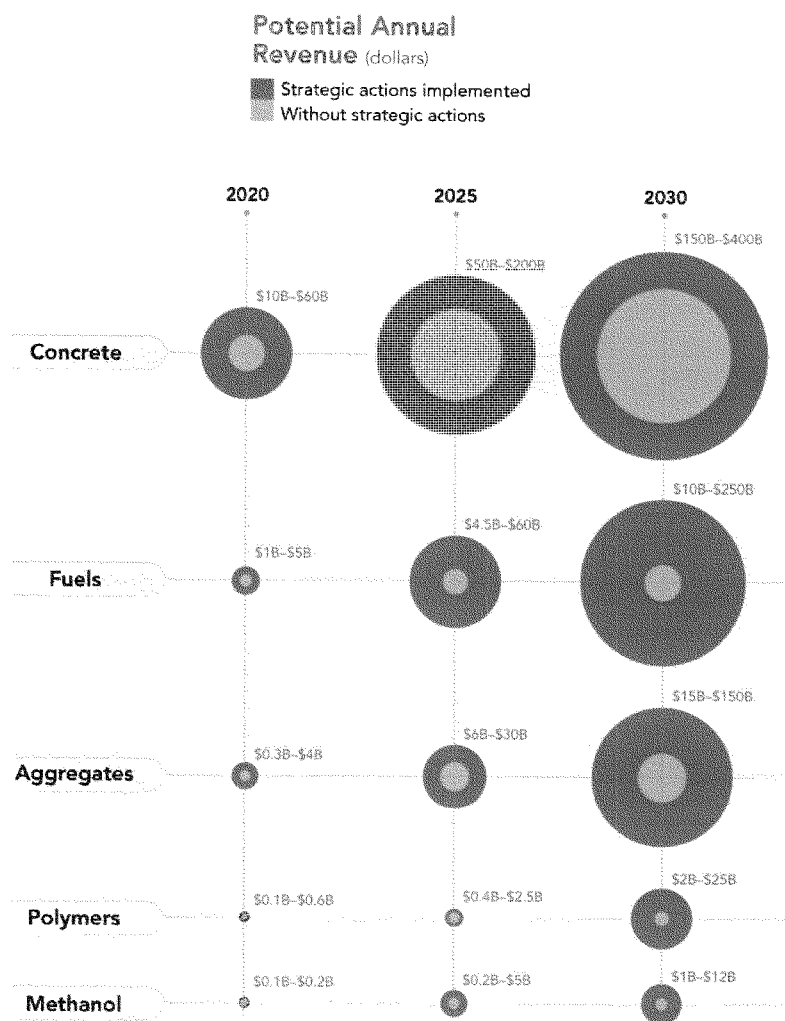 Potential Annual
Revenue (dollars)
Strategic actions implemented
Without strategic actions
2020 2025 2030
$150B–$400B
$50B–$200B
$10B–$60B
Concrete
$10B–$250B
$4.5B–$60B
$1B–$5B
Fuels
$15B–$150B
$6B–$30B
$0.3B–$4B
Aggregates
$2B–$25B
$0.1B–$0.6B $0.4B–$2.5B
Polymers
$0.1B–$0.2B $0.2B–$5B $1B–$12B
Methanol